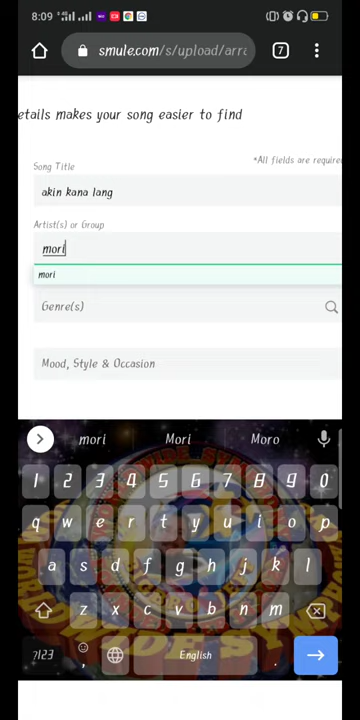 8:09
smule.com/s/upload/arra
7
etails makes your song easier to find
*All fields are require
Song Title
akin kana lang
Artist(s) or Group
mori
mori
Genre(s)
Mood, Style & Occasion
mori Mori Moro
1 2 3 4 5 6 7 8 9 0
q w e r t y u i o p
a s d f g h j k l
z x c v b n m
?123 , English .